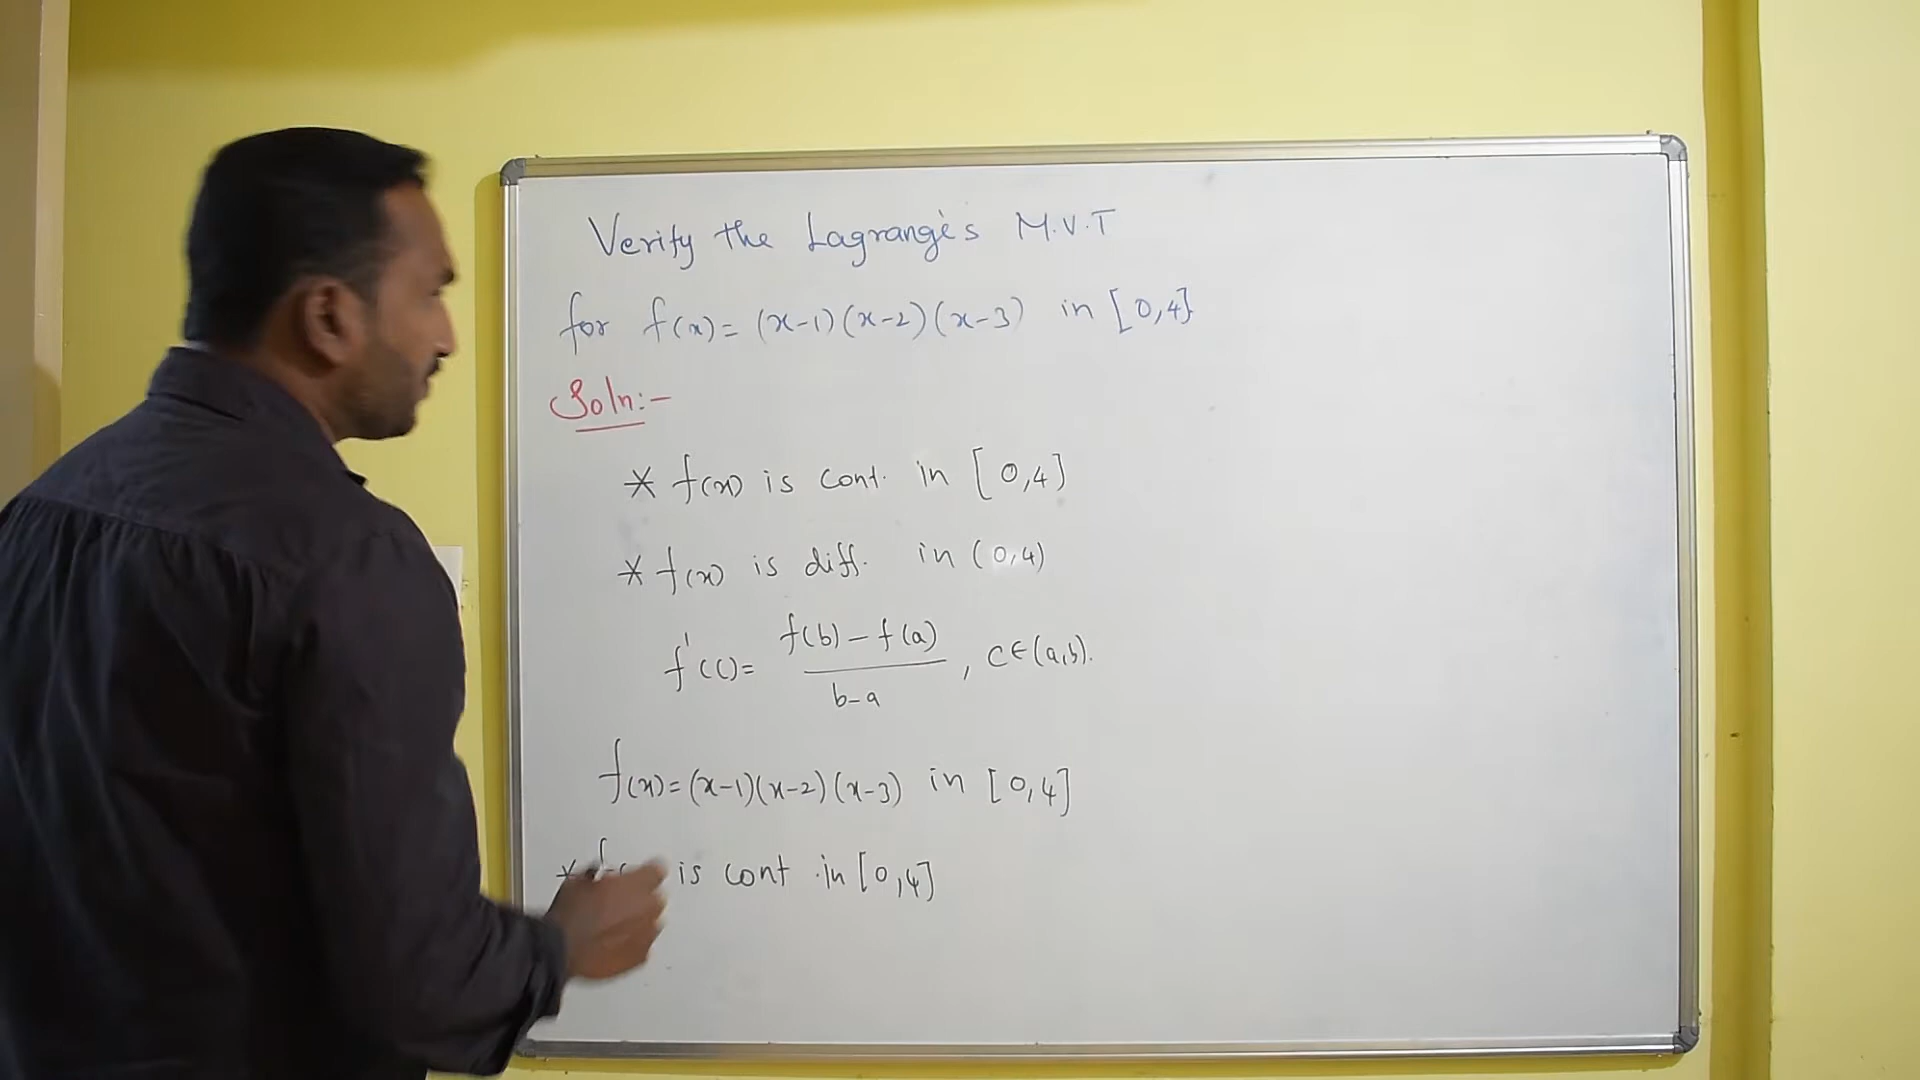 Verify the Lagrange's M.V.T
for f(x) = (x-1)(x-2)(x-3) in [0,4]
Soln:-
* f(x) is cont. in [0,4]
* f(x) is diff. in (0,4)
f'(c) = f(b) - f(a) / b-a , c∈(a,b).
f(x) = (x-1)(x-2)(x-3) in [0,4]
* is cont. in [0,4]